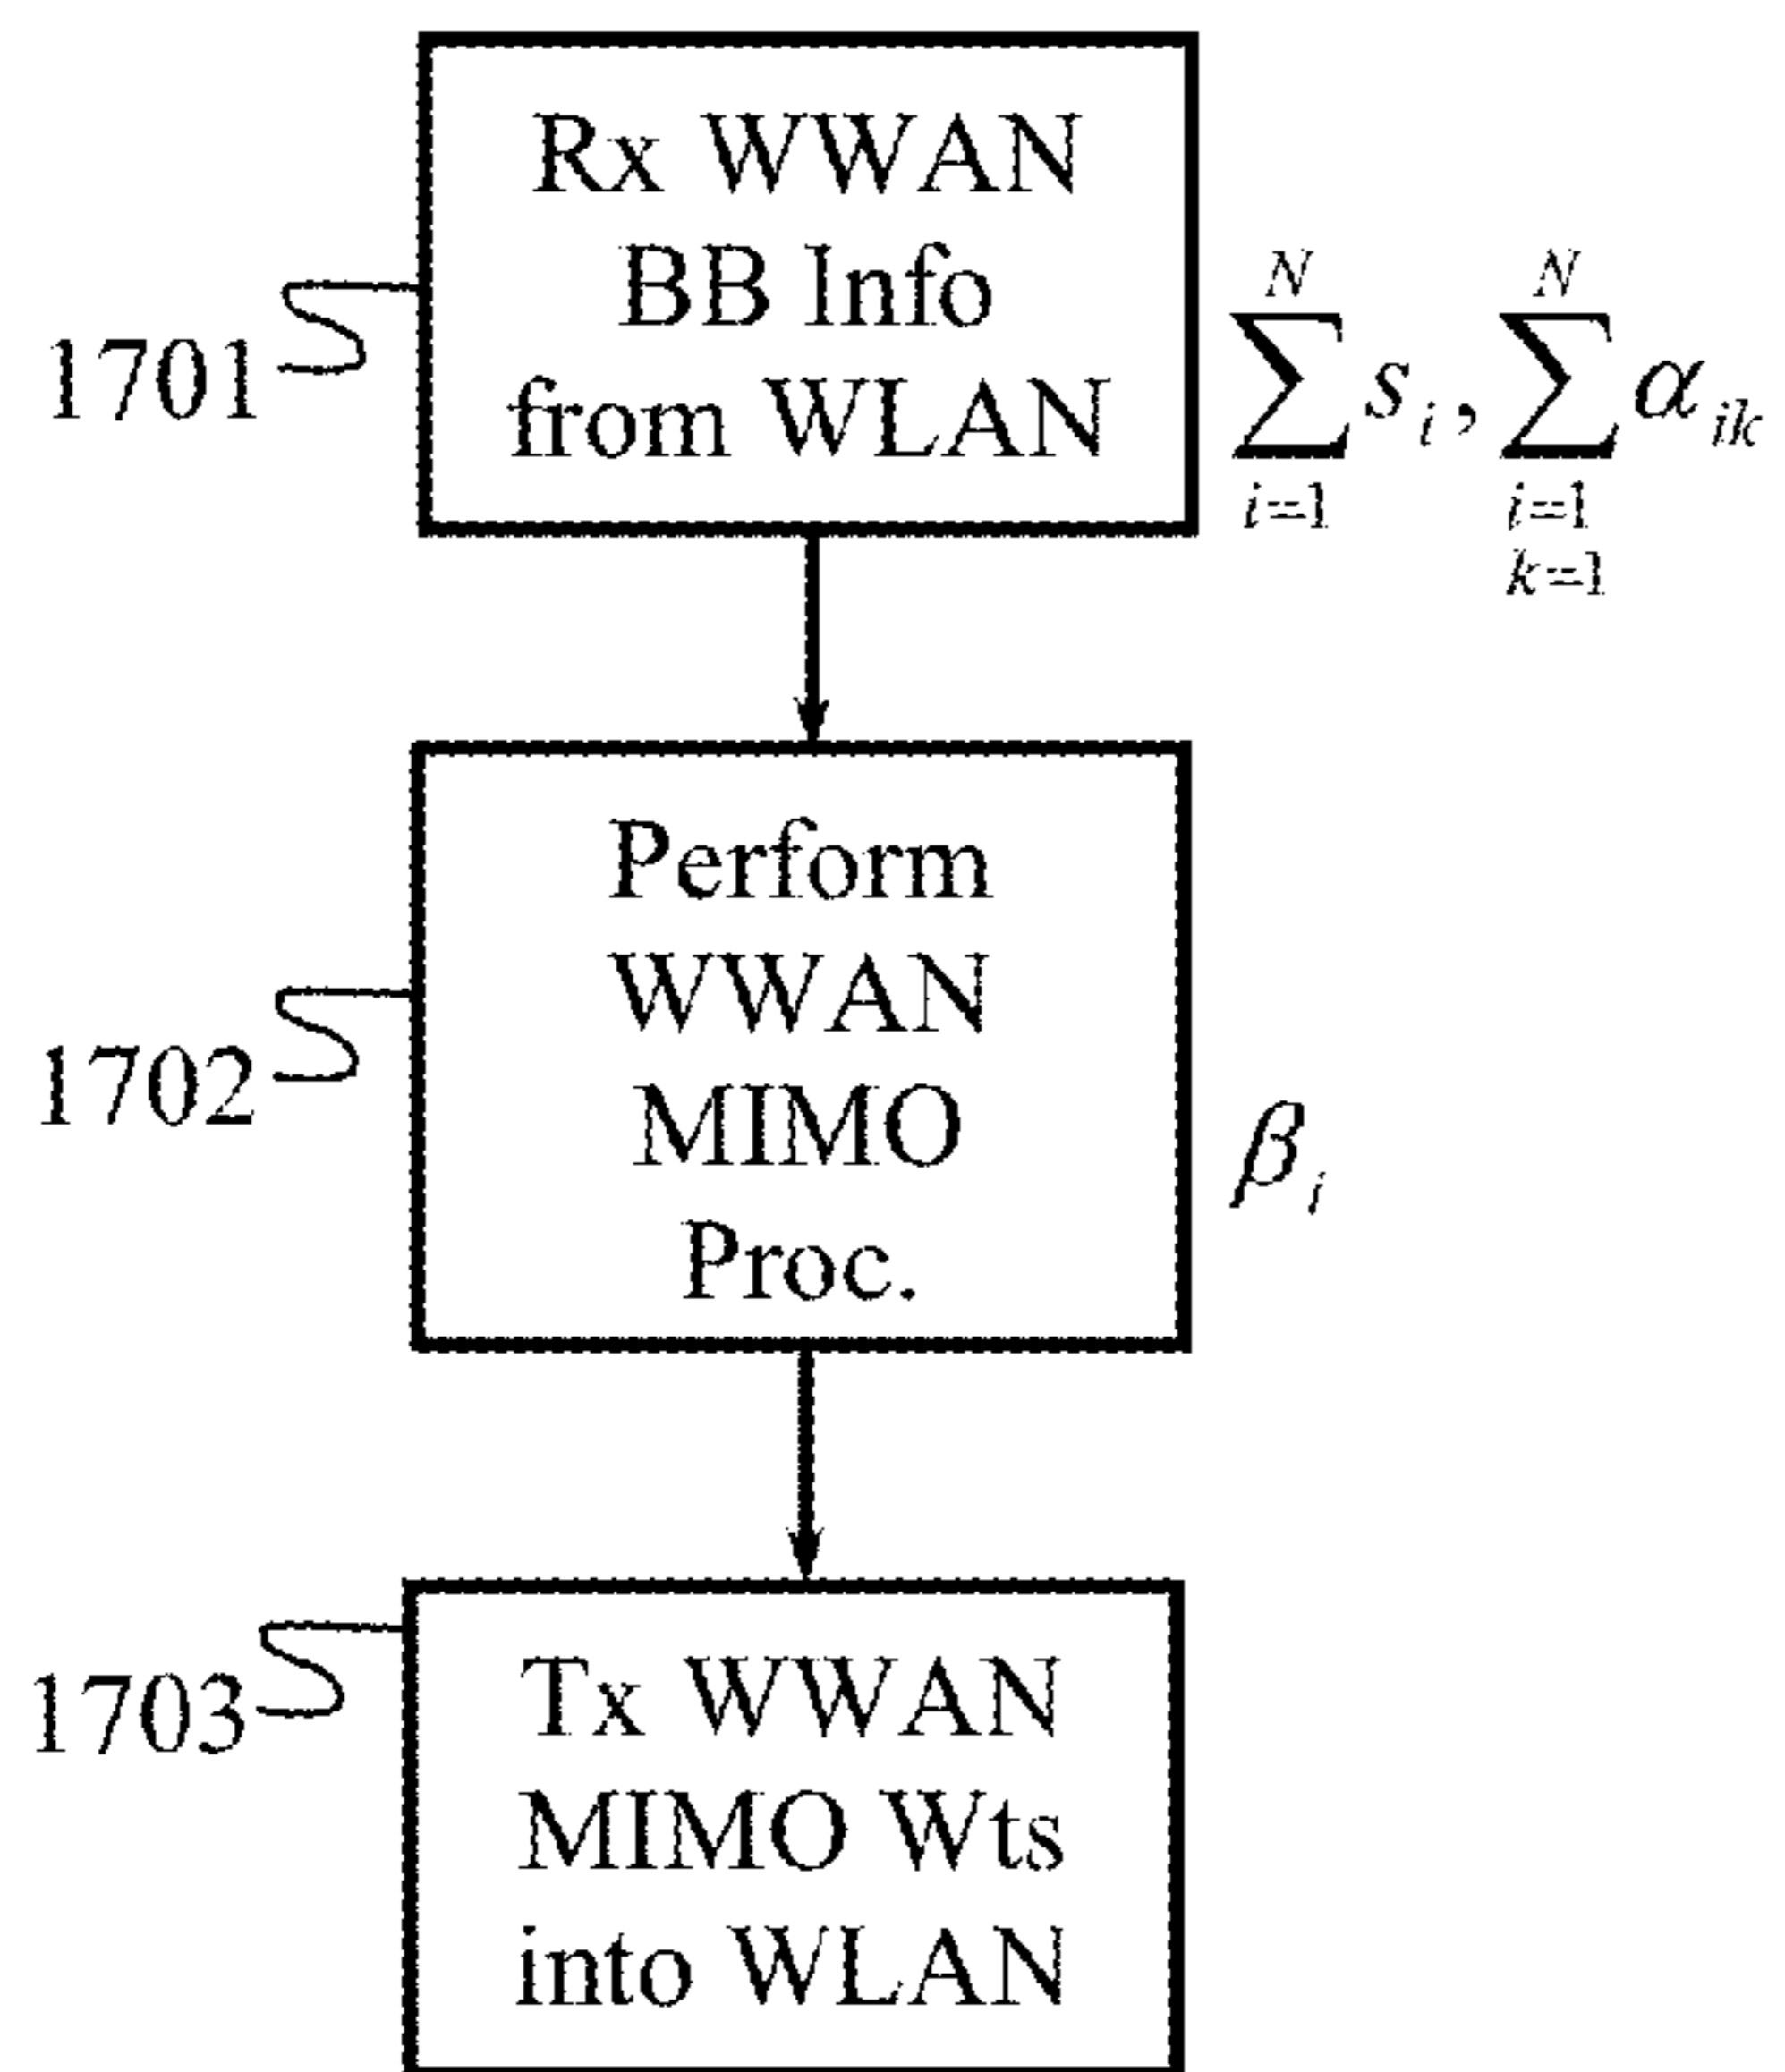 Rx WWAN
BB Info
from WLAN
1701
N N
∑ s_i , ∑ α_ik
i=1 i=1
k=1
Perform
WWAN
MIMO
Proc.
1702
β_i
Tx WWAN
MIMO Wts
into WLAN
1703